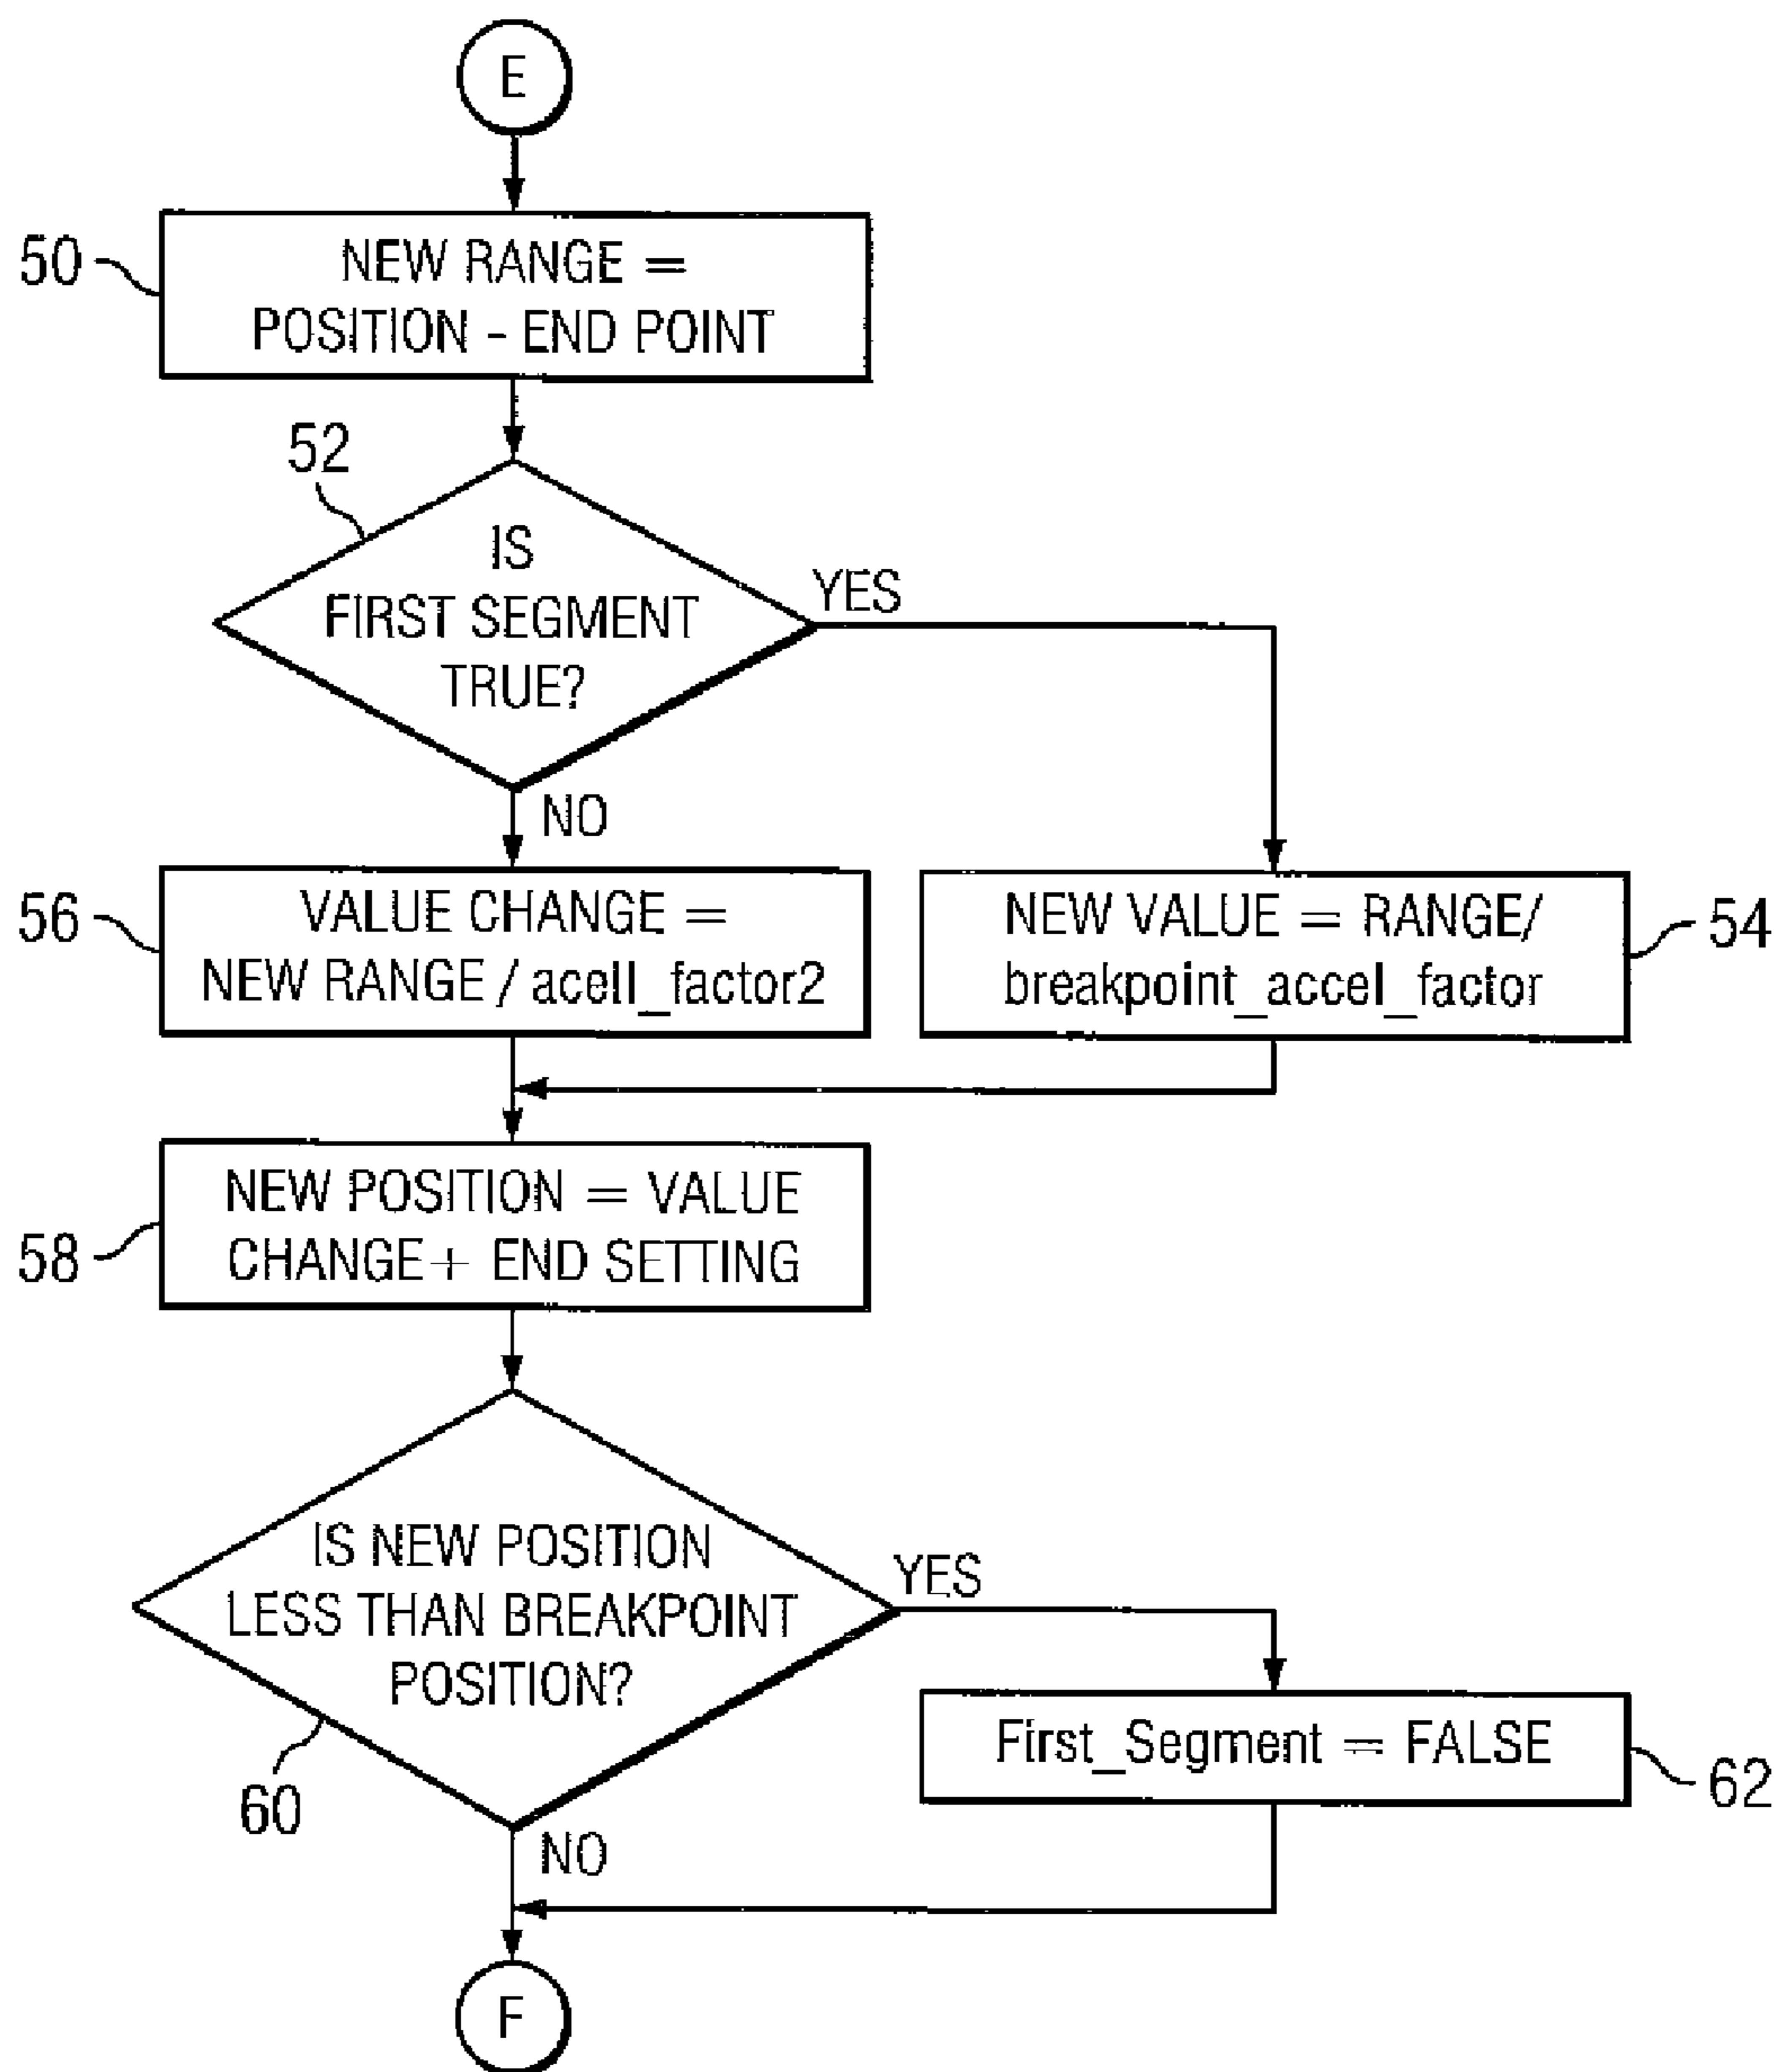 E
50
NEW RANGE =
POSITION - END POINT
52
IS
FIRST SEGMENT
TRUE?
YES
NO
56
VALUE CHANGE =
NEW RANGE / acell_factor2
NEW VALUE = RANGE/
breakpoint_accel_factor
54
58
NEW POSITION = VALUE
CHANGE + END SETTING
IS NEW POSITION
LESS THAN BREAKPOINT
POSITION?
YES
60
NO
First_Segment = FALSE
62
F